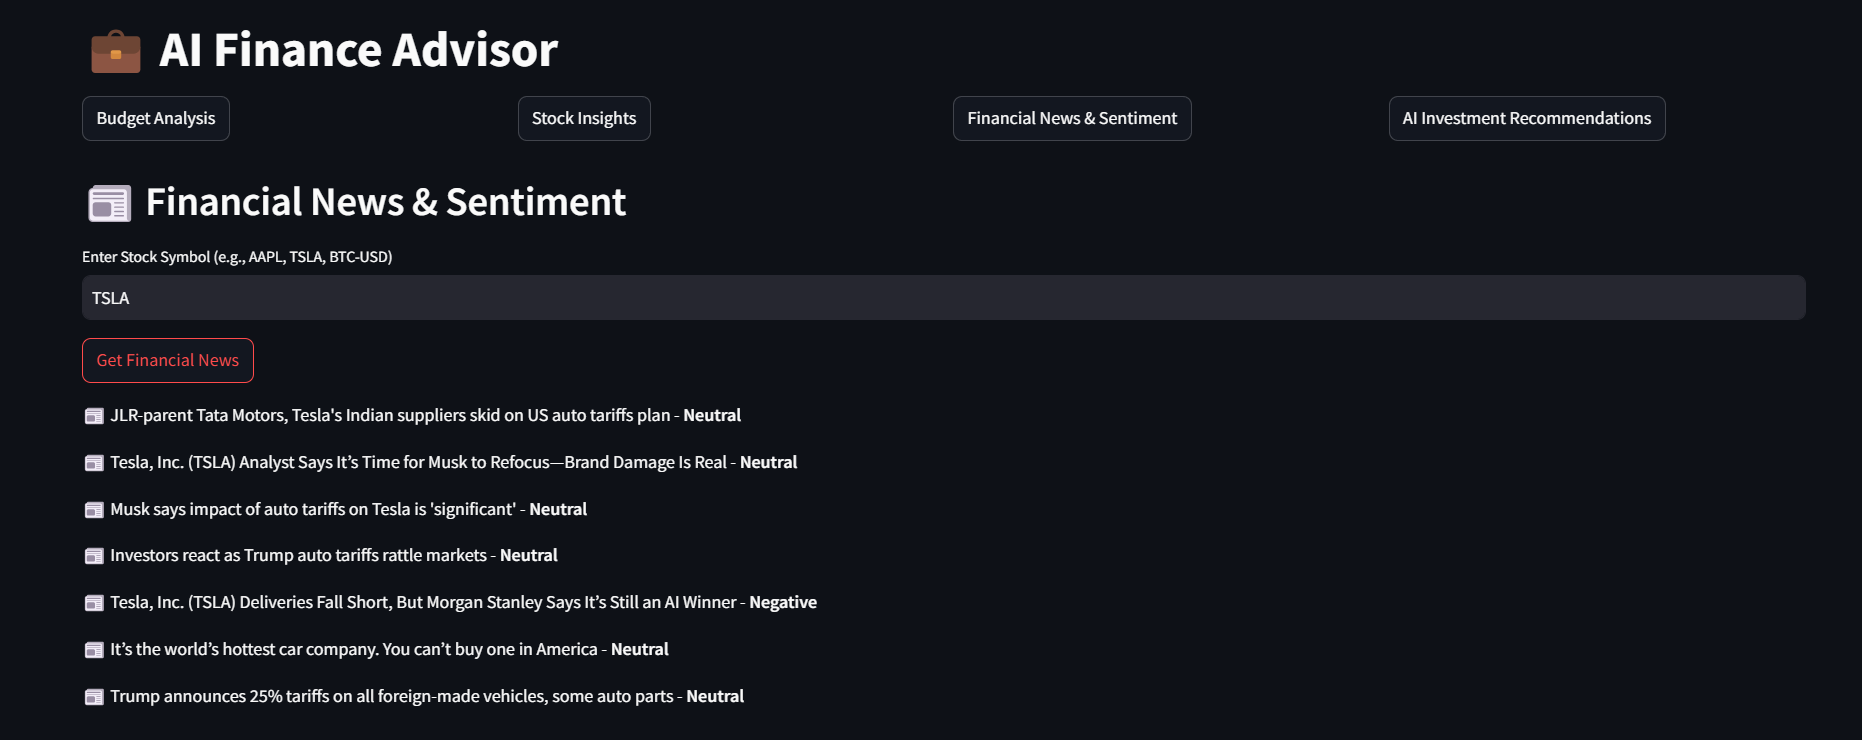 AI Finance Advisor
Budget Analysis
Stock Insights
Financial News & Sentiment
AI Investment Recommendations
Financial News & Sentiment
Enter Stock Symbol (e.g., AAPL, TSLA, BTC-USD)
TSLA
Get Financial News
JLR-parent Tata Motors, Tesla's Indian suppliers skid on US auto tariffs plan - Neutral
Tesla, Inc. (TSLA) Analyst Says It’s Time for Musk to Refocus—Brand Damage Is Real - Neutral
Musk says impact of auto tariffs on Tesla is 'significant' - Neutral
Investors react as Trump auto tariffs rattle markets - Neutral
Tesla, Inc. (TSLA) Deliveries Fall Short, But Morgan Stanley Says It’s Still an AI Winner - Negative
It’s the world’s hottest car company. You can’t buy one in America - Neutral
Trump announces 25% tariffs on all foreign-made vehicles, some auto parts - Neutral